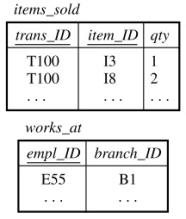 items_sold
trans_ID item_ID qty
T100 I3 1
T100 I8 2
. . . . . . . . .
works_at
empl_ID branch_ID
E55 B1
. . . . . .